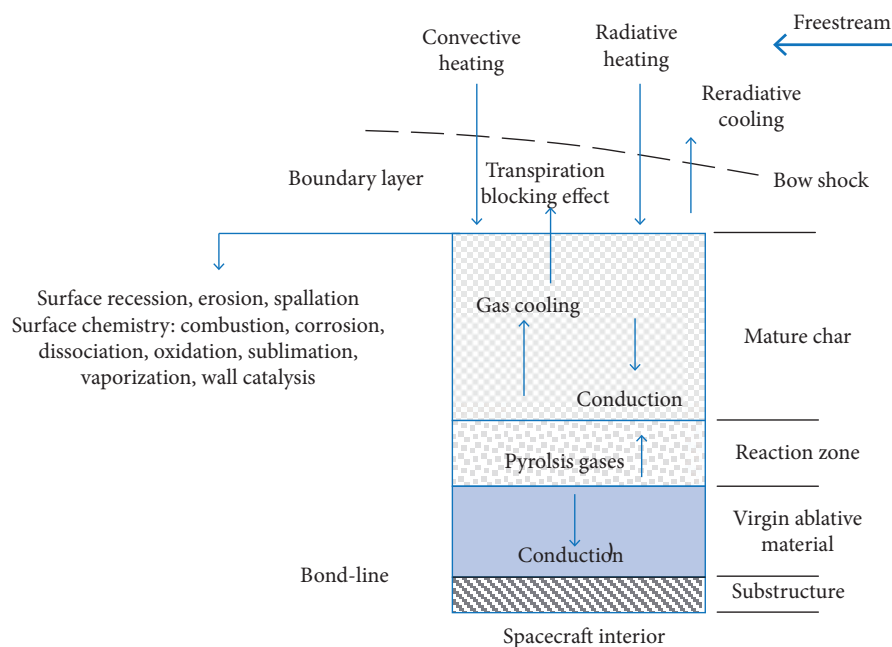 Freestream
Convective
heating
Radiative
heating
Reradiative
cooling
Boundary layer
Transpiration
blocking effect
Bow shock
Surface recession, erosion, spallation
Surface chemistry: combustion, corrosion,
dissociation, oxidation, sublimation,
vaporization, wall catalysis
Gas cooling
Conduction
Mature char
Pyrolsis gases
Reaction zone
Virgin ablative
material
Conduction
Bond-line
Substructure
Spacecraft interior